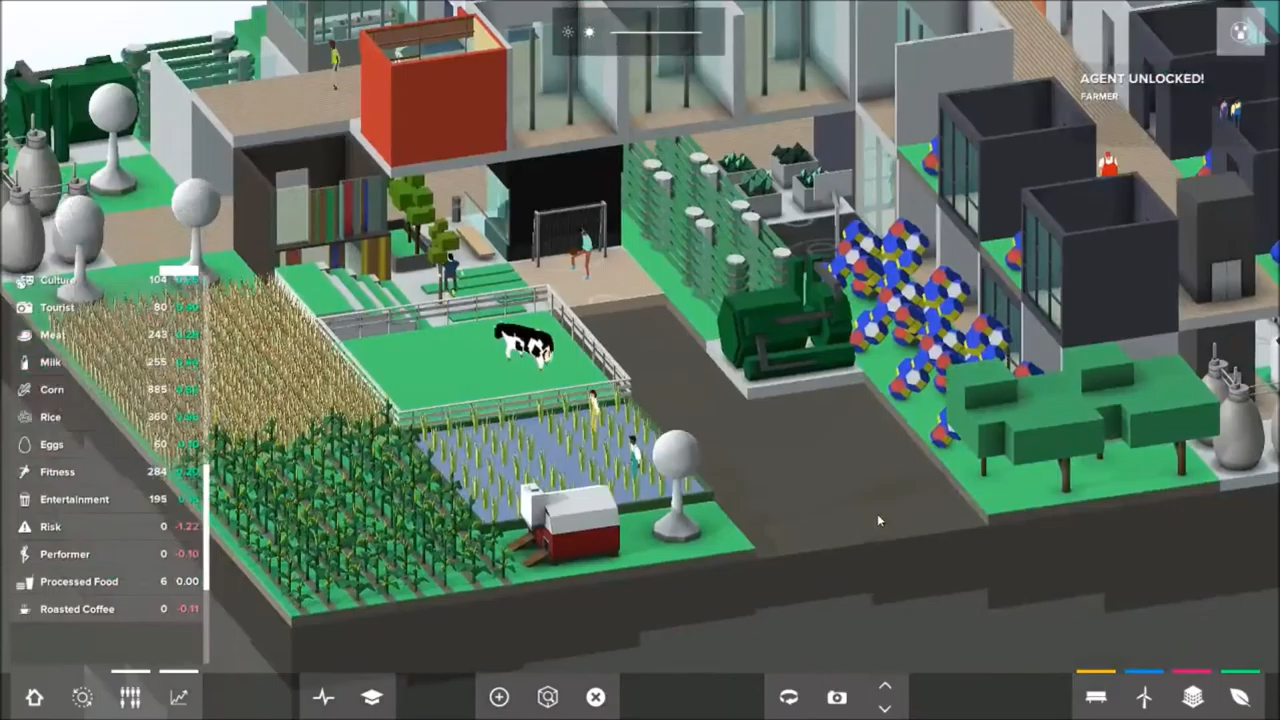 AGENT UNLOCKED!
FARMER
Culture 104
Tourist 80
Meat 243
Milk 255
Corn 885
Rice 360
Eggs 60
Fitness 284
Entertainment 195
Risk 0 -1.22
Performer 0 -0.10
Processed Food 6 0.00
Roasted Coffee 0 -0.11